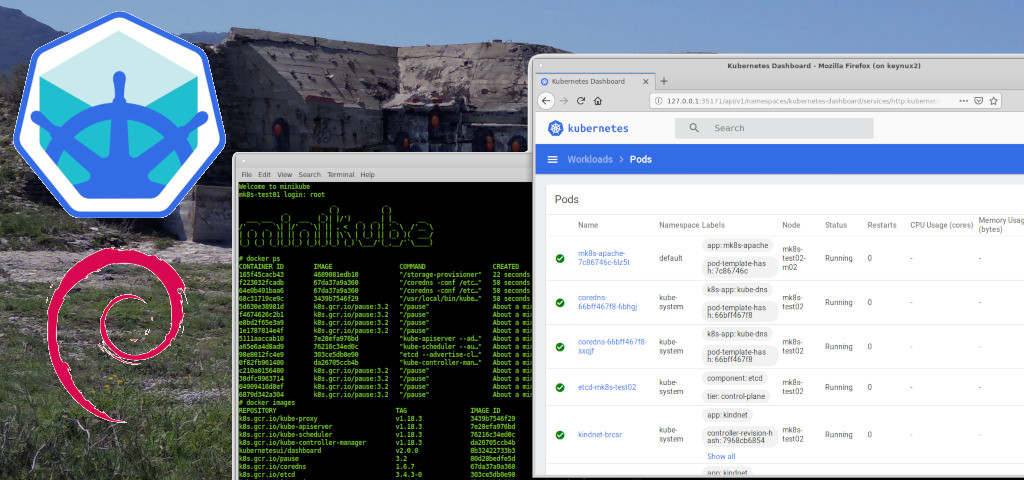 Kubernetes Dashboard - Mozilla Firefox (on keynux2)
Kubernetes Dashboard
127.0.0.1:35171/api/v1/namespaces/kubernetes-dashboard/services/http:kubernet
kubernetes
Search
Workloads > Pods
Pods
Name Namespace Labels Node Status Restarts CPU Usage (cores) Memory Usag
(bytes)
mk8s-apache-
7c86746c-6lz5t
default
app: mk8s-apache
pod-template-has
h: 7c86746c
mk8s-
test02-
m02
Running
0
-
-
coredns-
66bff467f8-6bhgj
kube-
system
k8s-app: kube-dns
pod-template-has
h: 66bff467f8
mk8s-
test02
Running
0
-
-
coredns-66bff467f8-
sxqjf
kube-
system
k8s-app: kube-dns
pod-template-has
h: 66bff467f8
mk8s-
test02
Running
0
-
-
etcd-mk8s-test02
kube-
system
component: etcd
tier: control-plane
mk8s-
test02
Running
0
-
-
kindnet-brcsr
kube-
system
app: kindnet
controller-revision-h
ash: 7968cb6854
Show all
mk8s-
test02
Running
0
-
-
app: kindnet
File Edit View Search Terminal Help
Welcome to minikube
mk8s-test01 login: root
minikube
# docker ps
CONTAINER ID IMAGE COMMAND CREATED
165f45cacb43 4689081edb10 "/storage-provisioner" 22 seconds
f223032fcadb 67da37a9a360 "/coredns -conf /etc…" 58 seconds
04e0b491baa6 67da37a9a360 "/coredns -conf /etc…" 58 seconds
60c31719ce9c 3439b7546f29 "/usr/local/bin/kube…" 58 seconds
5d630e38981d k8s.gcr.io/pause:3.2 "/pause" About a min
f4674626c2b1 k8s.gcr.io/pause:3.2 "/pause" About a min
e8bd2f65e3a9 k8s.gcr.io/pause:3.2 "/pause" About a min
1e1787814e4f k8s.gcr.io/pause:3.2 "/pause" About a min
5111aaccab10 7e28efa976bd "kube-apiserver --ad…" About a min
a65e6a4d8ad9 76216c34ed0c "kube-scheduler --au…" About a min
98e8012fc4e9 303ce5db0e90 "etcd --advertise-cl…" About a min
0f82fb961480 da26705ccb4b "kube-controller-man…" About a min
c210a0156480 k8s.gcr.io/pause:3.2 "/pause" About a min
30dfc9963714 k8s.gcr.io/pause:3.2 "/pause" About a min
04909416d8ef k8s.gcr.io/pause:3.2 "/pause" About a min
6879d342a304 k8s.gcr.io/pause:3.2 "/pause" About a min
# docker images
REPOSITORY TAG IMAGE ID
k8s.gcr.io/kube-proxy v1.18.3 3439b7546f29
k8s.gcr.io/kube-apiserver v1.18.3 7e28efa976bd
k8s.gcr.io/kube-scheduler v1.18.3 76216c34ed0c
k8s.gcr.io/kube-controller-manager v1.18.3 da26705ccb4b
kubernetesui/dashboard v2.0.0 8b32422733b3
k8s.gcr.io/pause 3.2 80d28bedfe5d
k8s.gcr.io/coredns 1.6.7 67da37a9a360
k8s.gcr.io/etcd 3.4.3-0 303ce5db0e90